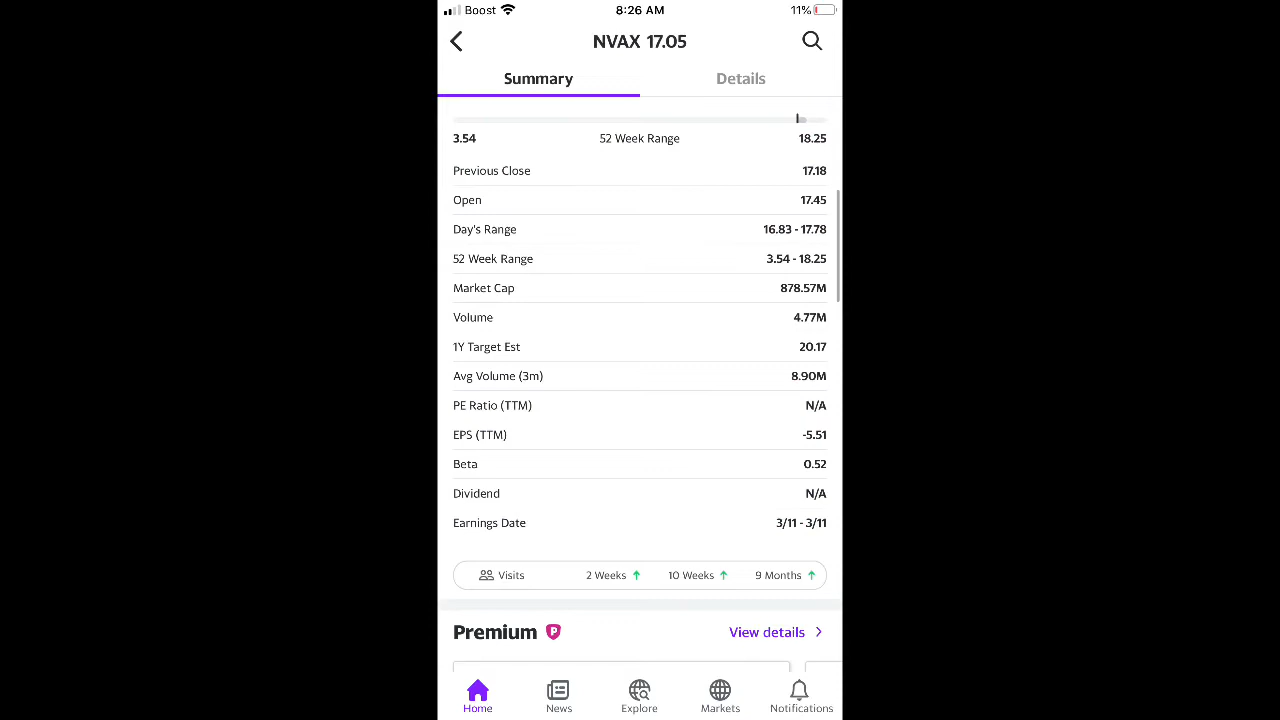 Boost 8:26 AM 11%
NVAX 17.05
Summary Details
3.54 52 Week Range 18.25
Previous Close 17.18
Open 17.45
Day's Range 16.83 - 17.78
52 Week Range 3.54 - 18.25
Market Cap 878.57M
Volume 4.77M
1Y Target Est 20.17
Avg Volume (3m) 8.90M
PE Ratio (TTM) N/A
EPS (TTM) -5.51
Beta 0.52
Dividend N/A
Earnings Date 3/11 - 3/11
Visits 2 Weeks 10 Weeks 9 Months
Premium P View details
Home News Explore Markets Notifications